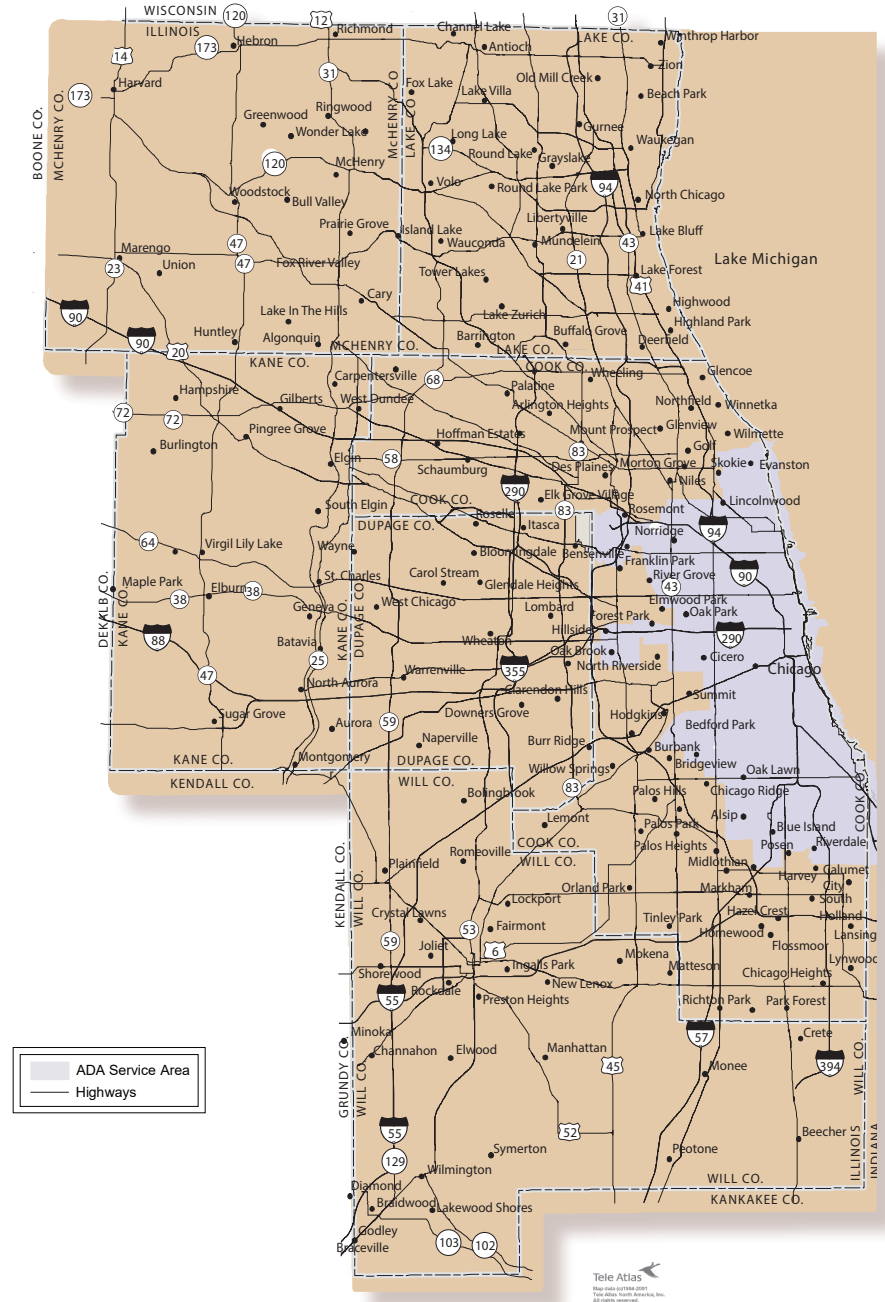 WISCONSIN
ILLINOIS
120
12
31
Richmond
Channel Lake
LAKE CO.
Winthrop Harbor
14
173
Hebron
Antioch
Zion
Harvard
31
Fox Lake
Old Mill Creek
Lake Villa
Beach Park
173
BOONE CO.
MCHENRY CO.
McHENRY CO
LAKE CO.
Greenwood
Ringwood
Wonder Lake
Gurnee
134
Long Lake
Round Lake
Grayslake
Waukegan
120
McHenry
Volo
Round Lake Park
94
North Chicago
Woodstock
Bull Valley
Prairie Grove
Island Lake
Wauconda
Libertyville
Mundelein
43
Lake Bluff
47
Marengo
23
Union
47
Fox River Valley
Tower Lakes
21
Lake Forest
41
Lake Michigan
90
Cary
Lake In The Hills
Lake Zurich
Highwood
Highland Park
90
Huntley
Algonquin
Barrington
Buffalo Grove
Deerfield
20
MCHENRY CO.
LAKE CO.
KANE CO.
COOK CO.
Carpentersville
68
Wheeling
Glencoe
Hampshire
Gilberts
West Dundee
Palatine
Arlington Heights
Northfield
Winnetka
72
72
Pingree Grove
Hoffman Estates
Mount Prospect
Glenview
Wilmette
Burlington
83
Golf
Elgin
58
Schaumburg
Des Plaines
Morton Grove
Skokie
Evanston
Niles
290
Elk Grove Village
Lincolnwood
COOK CO.
South Elgin
83
Rosemont
Roselle
DUPAGE CO.
Itasca
94
64
Virgil Lily Lake
Wayne
Bloomingdale
Bensenville
Norridge
Franklin Park
90
Maple Park
St. Charles
Carol Stream
Glendale Heights
River Grove
43
38
Elburn
38
Elmwood Park
DEKALB CO.
KANE CO.
Geneva
KANE CO.
DUPAGE CO.
West Chicago
Lombard
Forest Park
Oak Park
88
Batavia
Wheaton
Hillside
290
25
Oak Brook
Cicero
Chicago
47
Warrenville
355
North Riverside
North Aurora
Clarendon Hills
Summit
Sugar Grove
59
Downers Grove
Hodgkins
Aurora
Bedford Park
Naperville
Burr Ridge
Burbank
KANE CO.
Montgomery
DUPAGE CO.
Bridgeview
KENDALL CO.
WILL CO.
Willow Springs
Oak Lawn
Bolingbrook
83
Palos Hills
Chicago Ridge
COOK CO.
Lemont
Palos Park
Alsip
Blue Island
COOK CO.
Palos Heights
Posen
Riverdale
Romeoville
WILL CO.
Plainfield
Midlothian
Harvey
Calumet
City
KENDALL CO.
WILL CO.
Orland Park
Markham
South
Holland
Lockport
Crystal Lawns
Hazel Crest
53
Fairmont
Tinley Park
Homewood
Lansing
59
Joliet
6
Flossmoor
Shorewood
Ingalls Park
Mokena
Lynwood
Matteson
Chicago Heights
Rockdale
New Lenox
55
Preston Heights
Richton Park
Park Forest
Minoka
57
Crete
Channahon
Elwood
Manhattan
394
45
Monee
GRUNDY CO.
WILL CO.
WILL CO.
ADA Service Area
Highways
55
52
Beecher
129
Symerton
Peotone
ILLINOIS
INDIANA
Wilmington
WILL CO.
Diamond
KANKAKEE CO.
Braidwood
Lakewood Shores
Godley
Braceville
103
102
Tele Atlas
Map data (c)1984-2001
Tele Atlas North America, Inc.
All rights reserved.